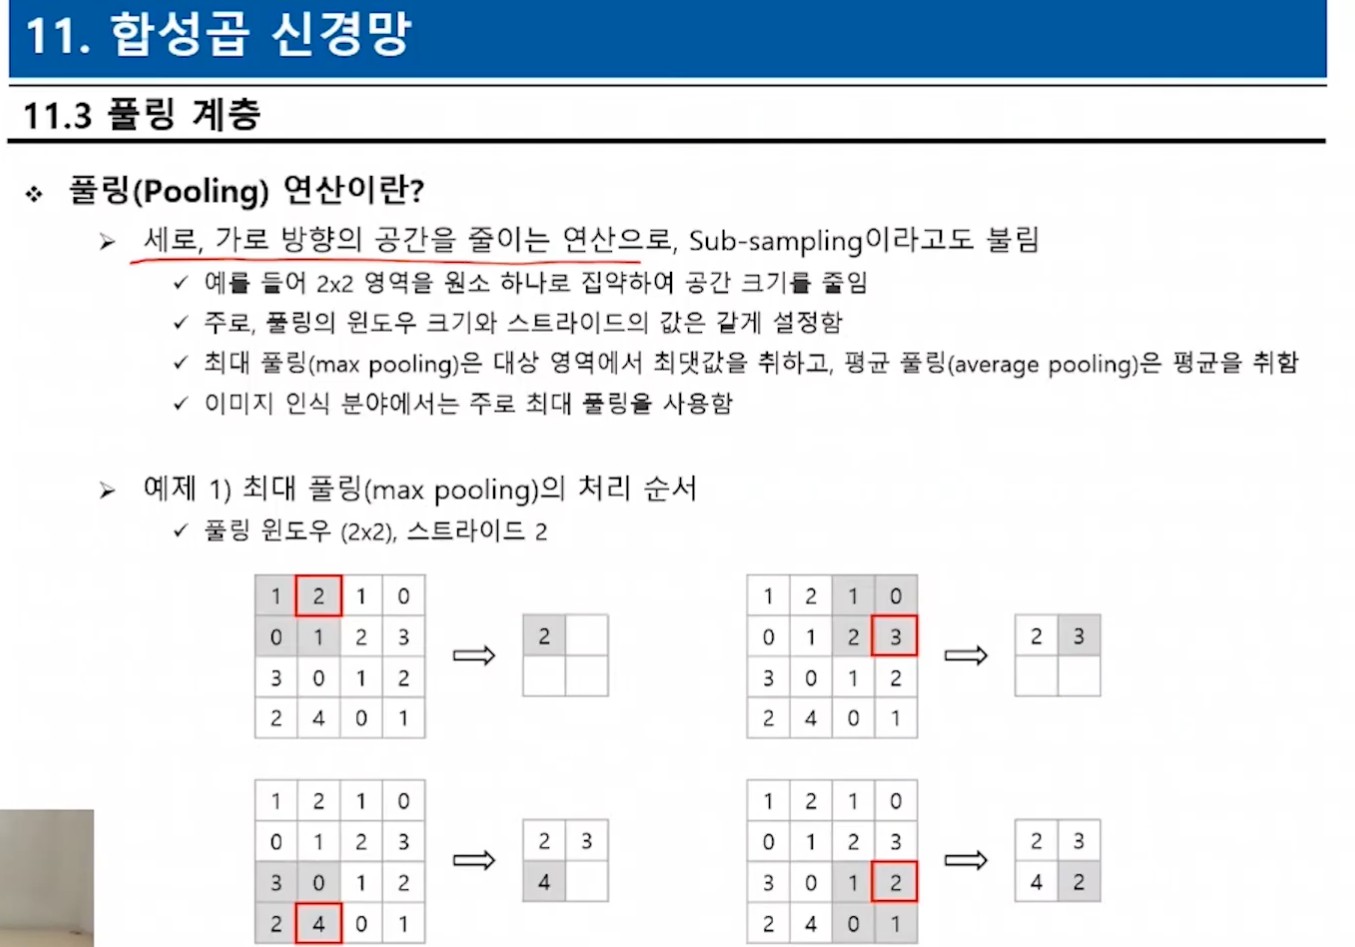 11. 합성곱 신경망
11.3 풀링 계층
❖ 풀링(Pooling) 연산이란?
➢ 세로, 가로 방향의 공간을 줄이는 연산으로, Sub-sampling이라고도 불림
✓ 예를 들어 2x2 영역을 원소 하나로 집약하여 공간 크기를 줄임
✓ 주로, 풀링의 윈도우 크기와 스트라이드의 값은 같게 설정함
✓ 최대 풀링(max pooling)은 대상 영역에서 최댓값을 취하고, 평균 풀링(average pooling)은 평균을 취함
✓ 이미지 인식 분야에서는 주로 최대 풀링을 사용함
➢ 예제 1) 최대 풀링(max pooling)의 처리 순서
✓ 풀링 윈도우 (2x2), 스트라이드 2
1 2 1 0
0 1 2 3
3 0 1 2
2 4 0 1
2
1 2 1 0
0 1 2 3
3 0 1 2
2 4 0 1
2 3
1 2 1 0
0 1 2 3
3 0 1 2
2 4 0 1
2 3
4
1 2 1 0
0 1 2 3
3 0 1 2
2 4 0 1
2 3
4 2